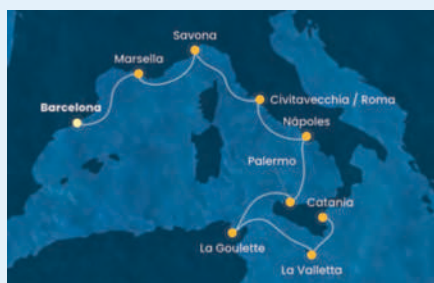 Savona
Marsella
Barcelona
Civitavecchia / Roma
Nápoles
Palermo
Catania
La Goulette
La Valletta